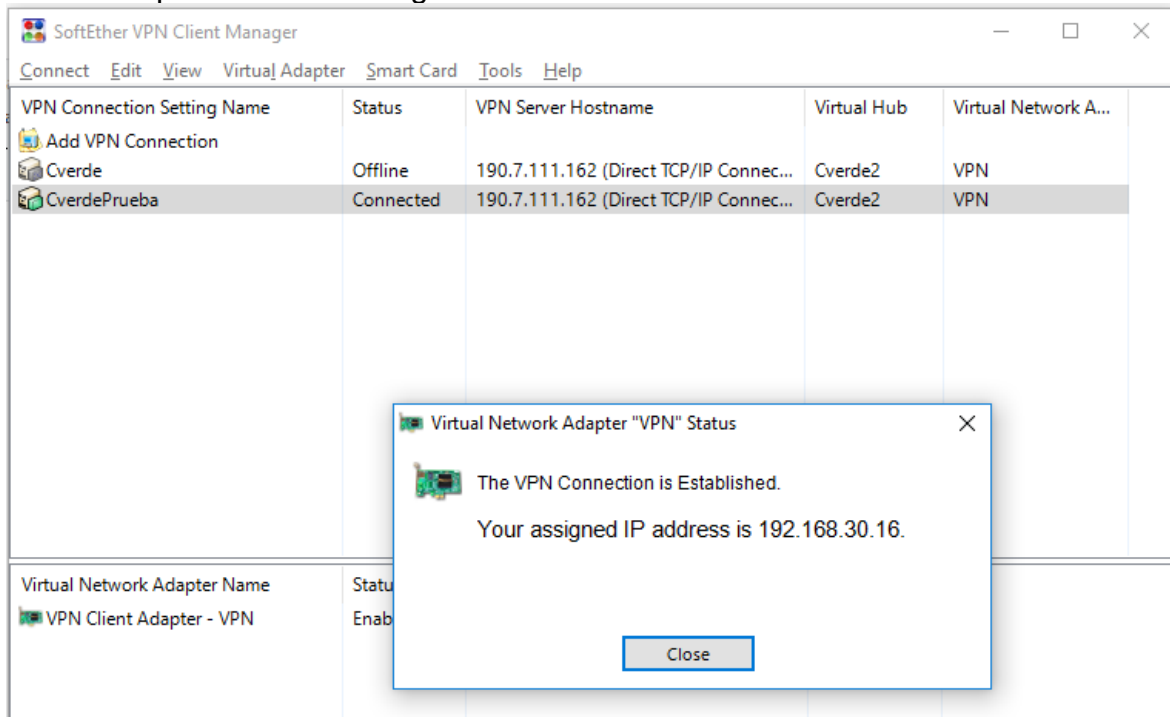 SoftEther VPN Client Manager
Connect Edit View Virtual Adapter Smart Card Tools Help
VPN Connection Setting Name Status VPN Server Hostname Virtual Hub Virtual Network A...
Add VPN Connection
Cverde Offline 190.7.111.162 (Direct TCP/IP Connec... Cverde2 VPN
CverdePrueba Connected 190.7.111.162 (Direct TCP/IP Connec... Cverde2 VPN
Virtual Network Adapter "VPN" Status
The VPN Connection is Established.
Your assigned IP address is 192.168.30.16.
Close
Virtual Network Adapter Name Statu
VPN Client Adapter - VPN Enab